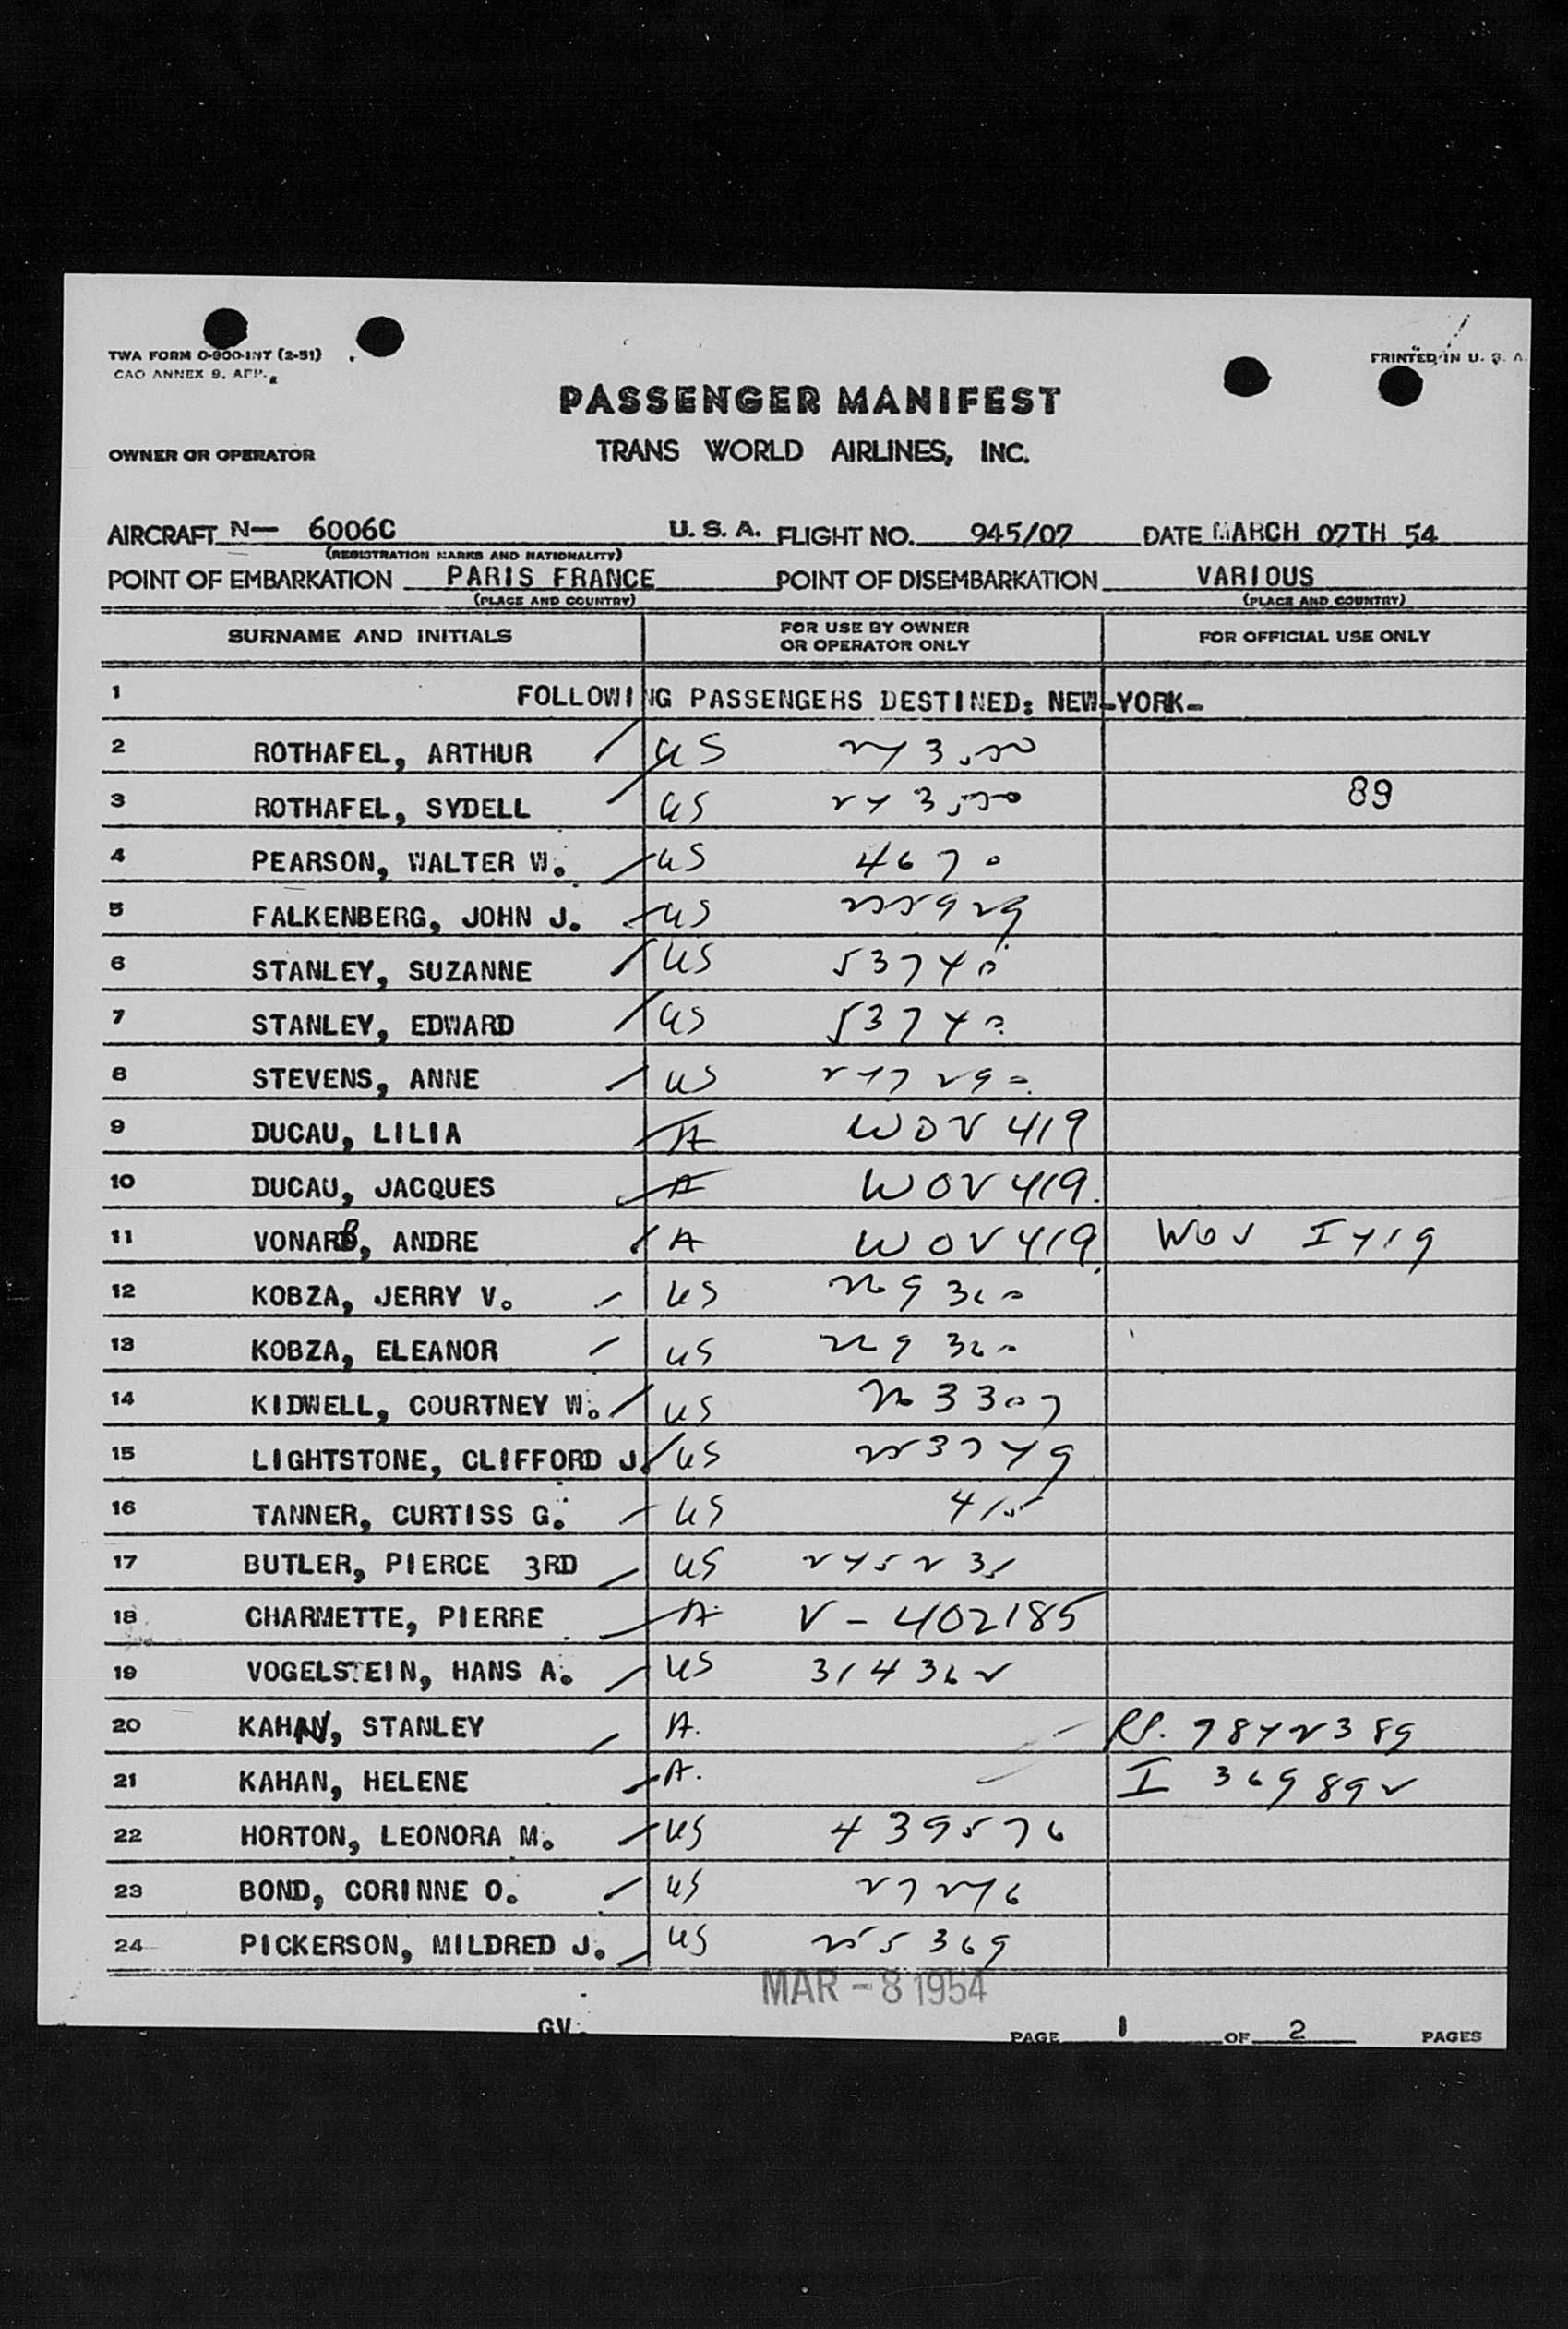 TWA FORM O-900-INT (2-51)
PRINTED IN U. S. A.
CAO ANNEX 9. APP.
PASSENGER MANIFEST
OWNER OR OPERATOR TRANS WORLD AIRLINES, INC.
AIRCRAFT N— 6006C U. S. A. FLIGHT NO. 945/07 DATE MARCH 07TH 54
(REGISTRATION MARKS AND NATIONALITY)
POINT OF EMBARKATION PARIS FRANCE POINT OF DISEMBARKATION VARIOUS
(PLACE AND COUNTRY) (PLACE AND COUNTRY)
SURNAME AND INITIALS FOR USE BY OWNER OR OPERATOR ONLY FOR OFFICIAL USE ONLY
1 FOLLOWING PASSENGERS DESTINED: NEW-YORK-
2 ROTHAFEL, ARTHUR US
3 ROTHAFEL, SYDELL US 89
4 PEARSON, WALTER W. US 4670
5 FALKENBERG, JOHN J. US
6 STANLEY, SUZANNE US 53740
7 STANLEY, EDWARD US 53740
8 STEVENS, ANNE US
9 DUCAU, LILIA A WOV 419
10 DUCAU, JACQUES A WOV 419.
11 VONARB, ANDRE A WOV 419
12 KOBZA, JERRY V. US
13 KOBZA, ELEANOR US
14 KIDWELL, COURTNEY W. US
15 LIGHTSTONE, CLIFFORD J. US
16 TANNER, CURTISS G. US
17 BUTLER, PIERCE 3RD US
18 CHARMETTE, PIERRE A V - 402185
19 VOGELSTEIN, HANS A. US 314362
20 KAHAN, STANLEY A.
21 KAHAN, HELENE A. I 369892
22 HORTON, LEONORA M. US 439576
23 BOND, CORINNE O. US
24 PICKERSON, MILDRED J. US 255369
MAR - 8 1954
GV.
PAGE 1 OF 2 PAGES